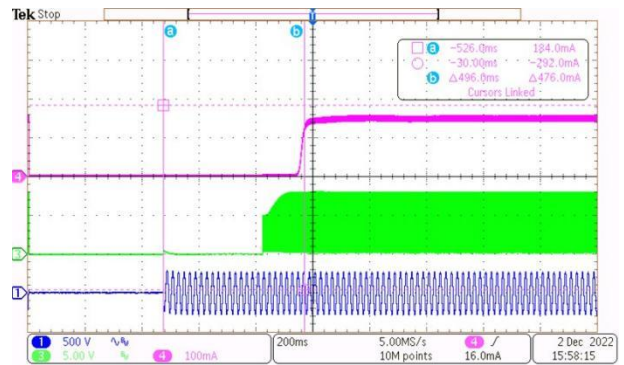 Tek Stop
a
b
a -526.0ms 184.0mA
-30.00ms -292.0mA
b Δ496.0ms Δ476.0mA
Cursors Linked
4
3
1
1 500 V
3 5.00 V 4 100mA
200ms
5.00MS/s
10M points
4
16.0mA
2 Dec 2022
15:58:15